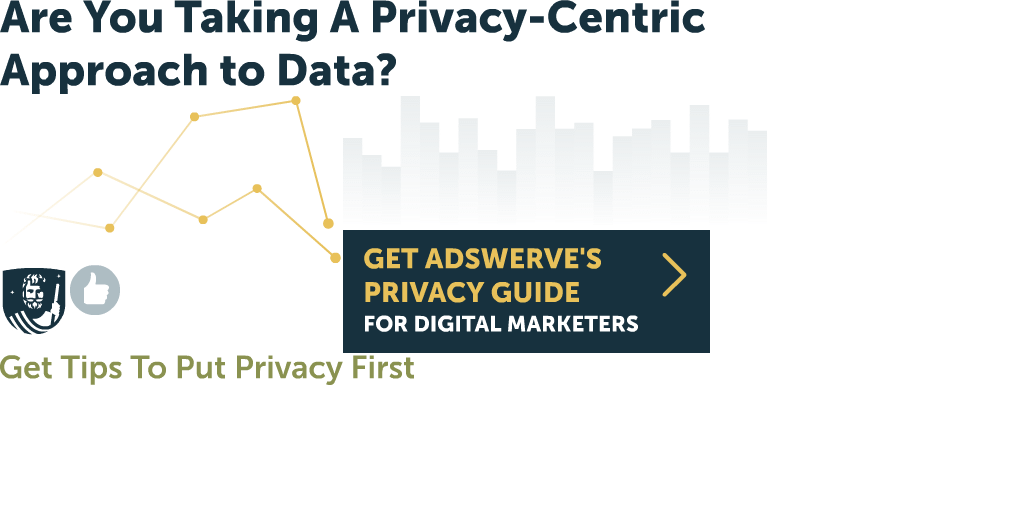 Are You Taking A Privacy-Centric
Approach to Data?
GET ADSWERVE'S
PRIVACY GUIDE
FOR DIGITAL MARKETERS
Get Tips To Put Privacy First